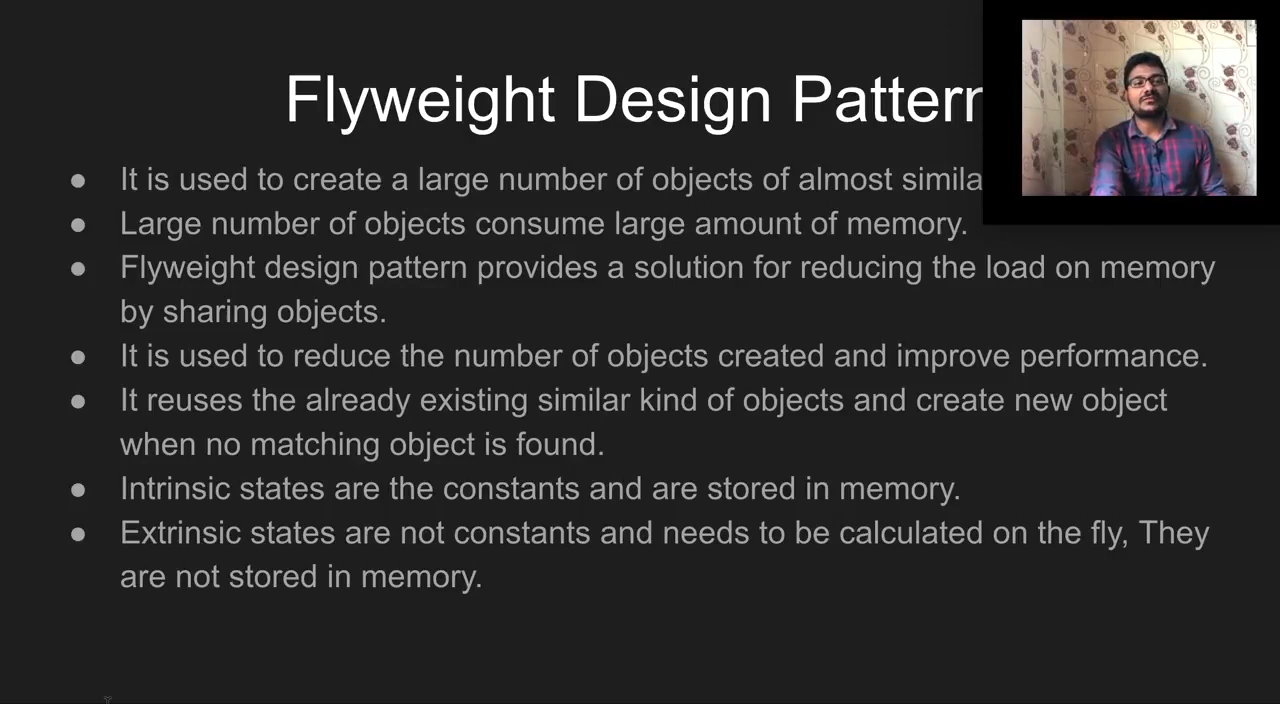 Flyweight Design Pattern
● It is used to create a large number of objects of almost simila
● Large number of objects consume large amount of memory.
● Flyweight design pattern provides a solution for reducing the load on memory
by sharing objects.
● It is used to reduce the number of objects created and improve performance.
● It reuses the already existing similar kind of objects and create new object
when no matching object is found.
● Intrinsic states are the constants and are stored in memory.
● Extrinsic states are not constants and needs to be calculated on the fly, They
are not stored in memory.